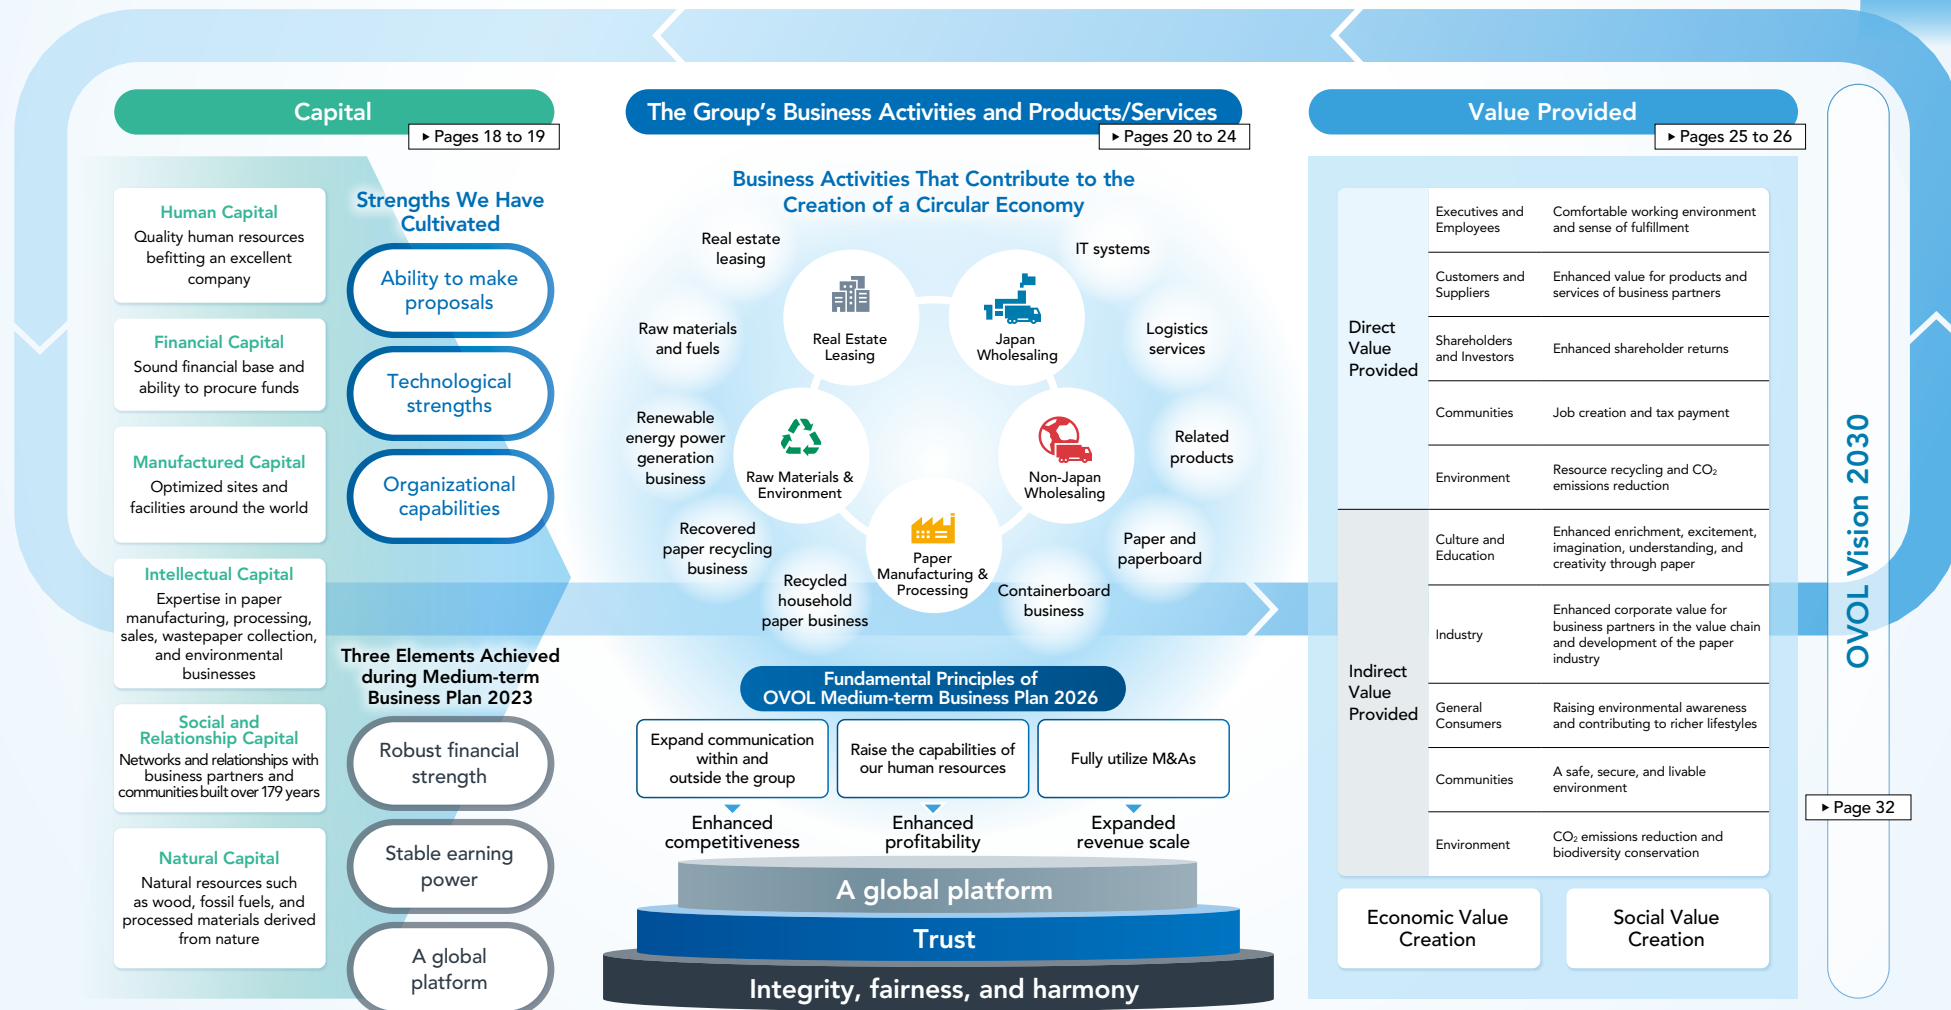 Capital
▶ Pages 18 to 19
Human Capital
Quality human resources
befitting an excellent
company
Financial Capital
Sound financial base and
ability to procure funds
Manufactured Capital
Optimized sites and
facilities around the world
Intellectual Capital
Expertise in paper
manufacturing, processing,
sales, wastepaper collection,
and environmental
businesses
Social and
Relationship Capital
Networks and relationships with
business partners and
communities built over 179 years
Natural Capital
Natural resources such
as wood, fossil fuels, and
processed materials derived
from nature
Strengths We Have
Cultivated
Ability to make
proposals
Technological
strengths
Organizational
capabilities
Three Elements Achieved
during Medium-term
Business Plan 2023
Robust financial
strength
Stable earning
power
A global
platform
The Group's Business Activities and Products/Services
▶ Pages 20 to 24
Business Activities That Contribute to the
Creation of a Circular Economy
Real estate
leasing
IT systems
Raw materials
and fuels
Logistics
services
Renewable
energy power
generation
business
Related
products
Recovered
paper recycling
business
Paper and
paperboard
Recycled
household
paper business
Containerboard
business
Real Estate
Leasing
Japan
Wholesaling
Raw Materials &
Environment
Non-Japan
Wholesaling
Paper
Manufacturing &
Processing
Fundamental Principles of
OVOL Medium-term Business Plan 2026
Expand communication
within and
outside the group
Raise the capabilities of
our human resources
Fully utilize M&As
Enhanced
competitiveness
Enhanced
profitability
Expanded
revenue scale
A global platform
Trust
Integrity, fairness, and harmony
Value Provided
▶ Pages 25 to 26
Direct
Value
Provided
Executives and
Employees
Comfortable working environment
and sense of fulfillment
Customers and
Suppliers
Enhanced value for products and
services of business partners
Shareholders
and Investors
Enhanced shareholder returns
Communities
Job creation and tax payment
Environment
Resource recycling and CO₂
emissions reduction
Indirect
Value
Provided
Culture and
Education
Enhanced enrichment, excitement,
imagination, understanding, and
creativity through paper
Industry
Enhanced corporate value for
business partners in the value chain
and development of the paper
industry
General
Consumers
Raising environmental awareness
and contributing to richer lifestyles
Communities
A safe, secure, and livable
environment
Environment
CO₂ emissions reduction and
biodiversity conservation
Economic Value
Creation
Social Value
Creation
OVOL Vision 2030
▶ Page 32